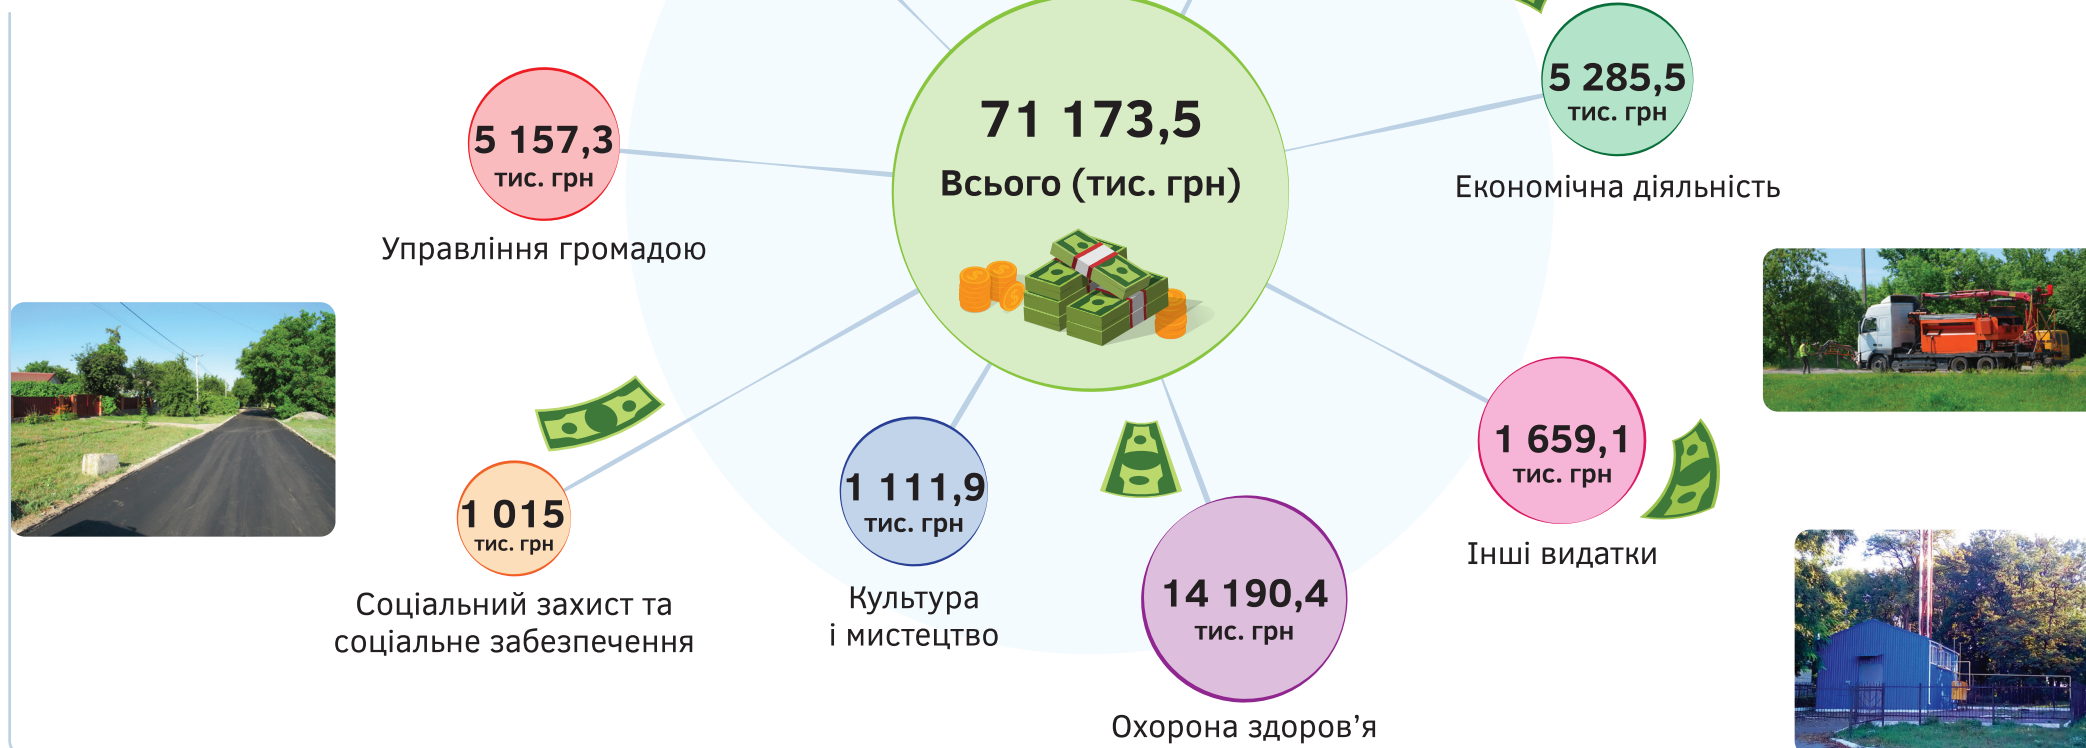 71 173,5
Всього (тис. грн)
5 285,5
тис. грн
Економічна діяльність
5 157,3
тис. грн
Управління громадою
1 659,1
тис. грн
Інші видатки
1 015
тис. грн
Соціальний захист та
соціальне забезпечення
1 111,9
тис. грн
Культура
і мистецтво
14 190,4
тис. грн
Охорона здоров’я